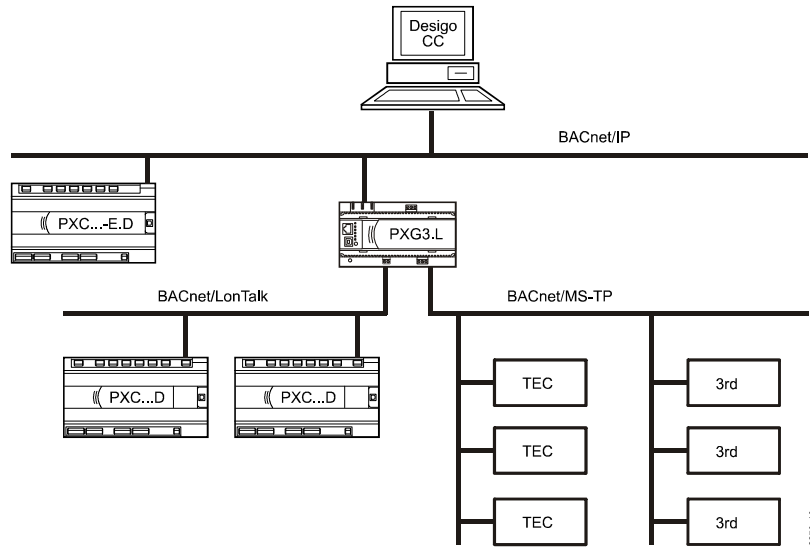 Desigo
CC
BACnet/IP
PXC...-E.D
PXG3.L
BACnet/LonTalk
BACnet/MS-TP
PXC...D
PXC...D
TEC
3rd
TEC
3rd
TEC
3rd